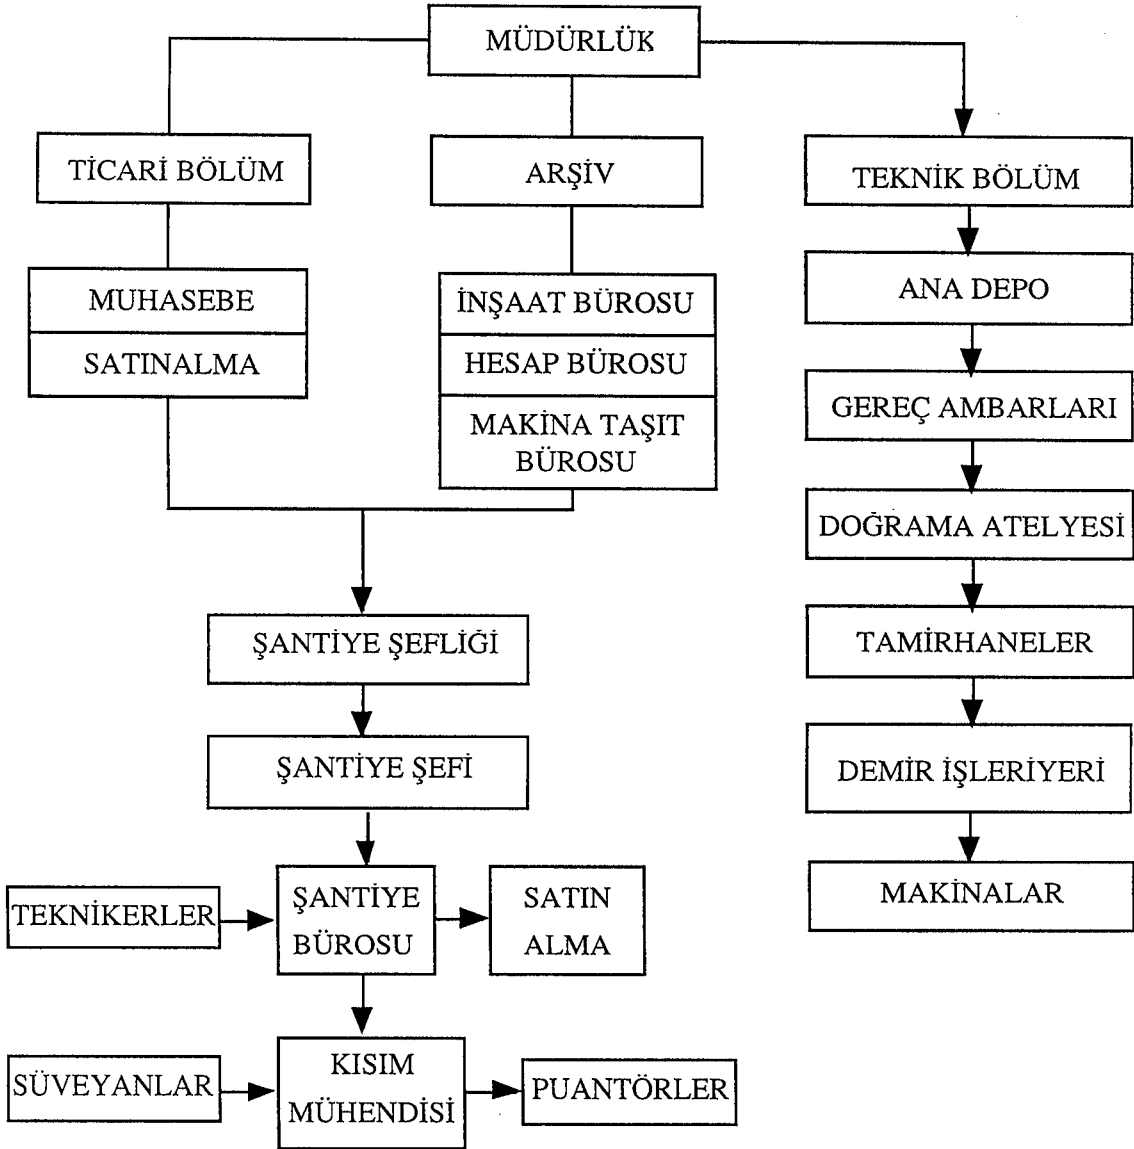 MÜDÜRLÜK
TİCARİ BÖLÜM
ARŞİV
TEKNİK BÖLÜM
MUHASEBE
SATINALMA
İNŞAAT BÜROSU
HESAP BÜROSU
MAKİNA TAŞIT
BÜROSU
ANA DEPO
GEREÇ AMBARLARI
DOĞRAMA ATELYESİ
TAMİRHANELER
DEMİR İŞLERİYERİ
MAKİNALAR
ŞANTİYE ŞEFLİĞİ
ŞANTİYE ŞEFİ
TEKNİKERLER
ŞANTİYE
BÜROSU
SATIN
ALMA
SÜVEYANLAR
KISIM
MÜHENDİSİ
PUANTÖRLER